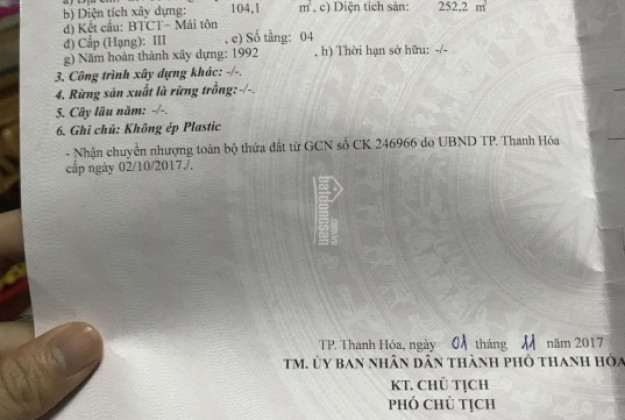 b) Diện tích xây dựng: 104,1 m², c) Diện tích sàn: 252,2 m²
d) Kết cấu: BTCT– Mái tôn
đ) Cấp (Hạng): III , e) Số tầng: 04
g) Năm hoàn thành xây dựng: 1992 , h) Thời hạn sở hữu: -/-
3. Công trình xây dựng khác: -/-.
4. Rừng sản xuất là rừng trồng:-/-.
5. Cây lâu năm: -/-.
6. Ghi chú: Không ép Plastic
- Nhận chuyển nhượng toàn bộ thửa đất từ GCN số CK 246966 do UBND TP. Thanh Hóa
cấp ngày 02/10/2017./.
batdongsan
.com.vn
TP. Thanh Hóa, ngày 01 tháng 11 năm 2017
TM. ỦY BAN NHÂN DÂN THÀNH PHỐ THANH HÓA
KT. CHỦ TỊCH
PHÓ CHỦ TỊCH